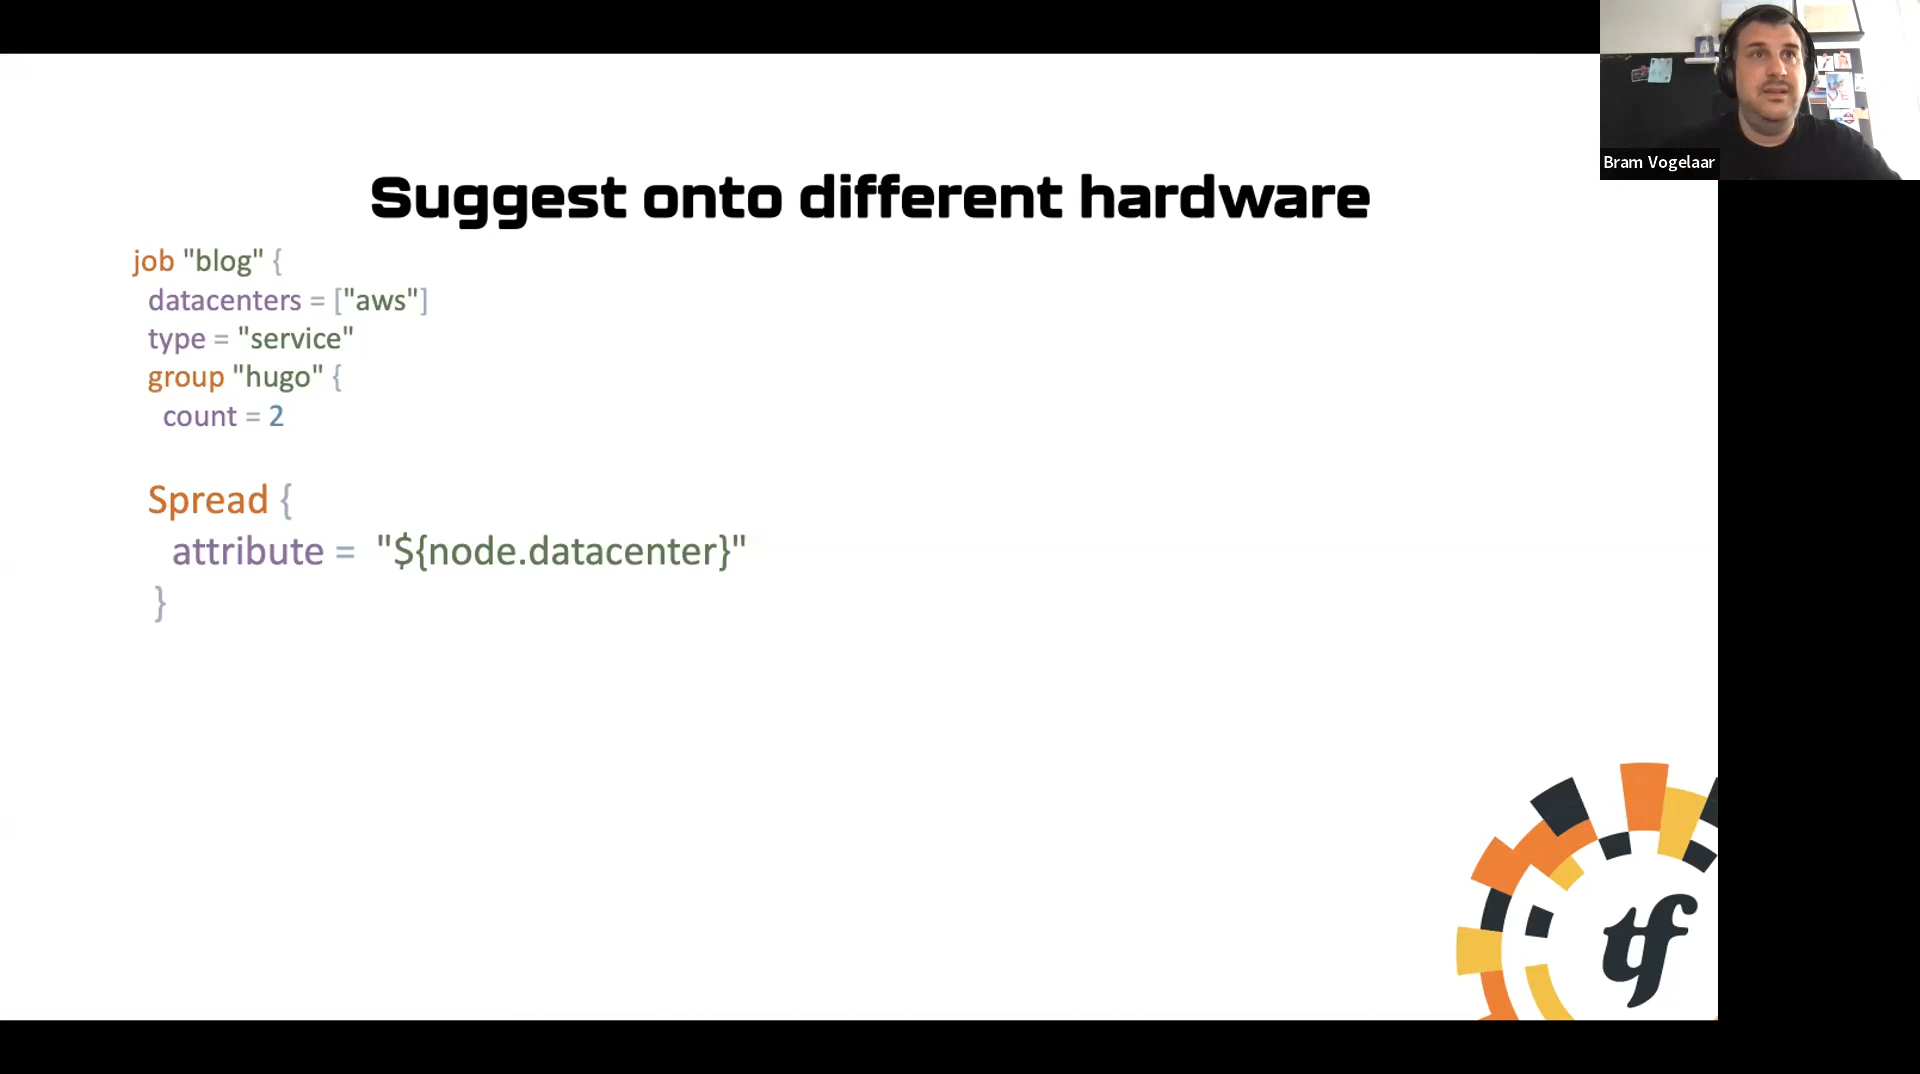 Bram Vogelaar
Suggest onto different hardware
job "blog" {
datacenters = ["aws"]
type = "service"
group "hugo" {
count = 2
Spread {
attribute = "${node.datacenter}"
}
tf